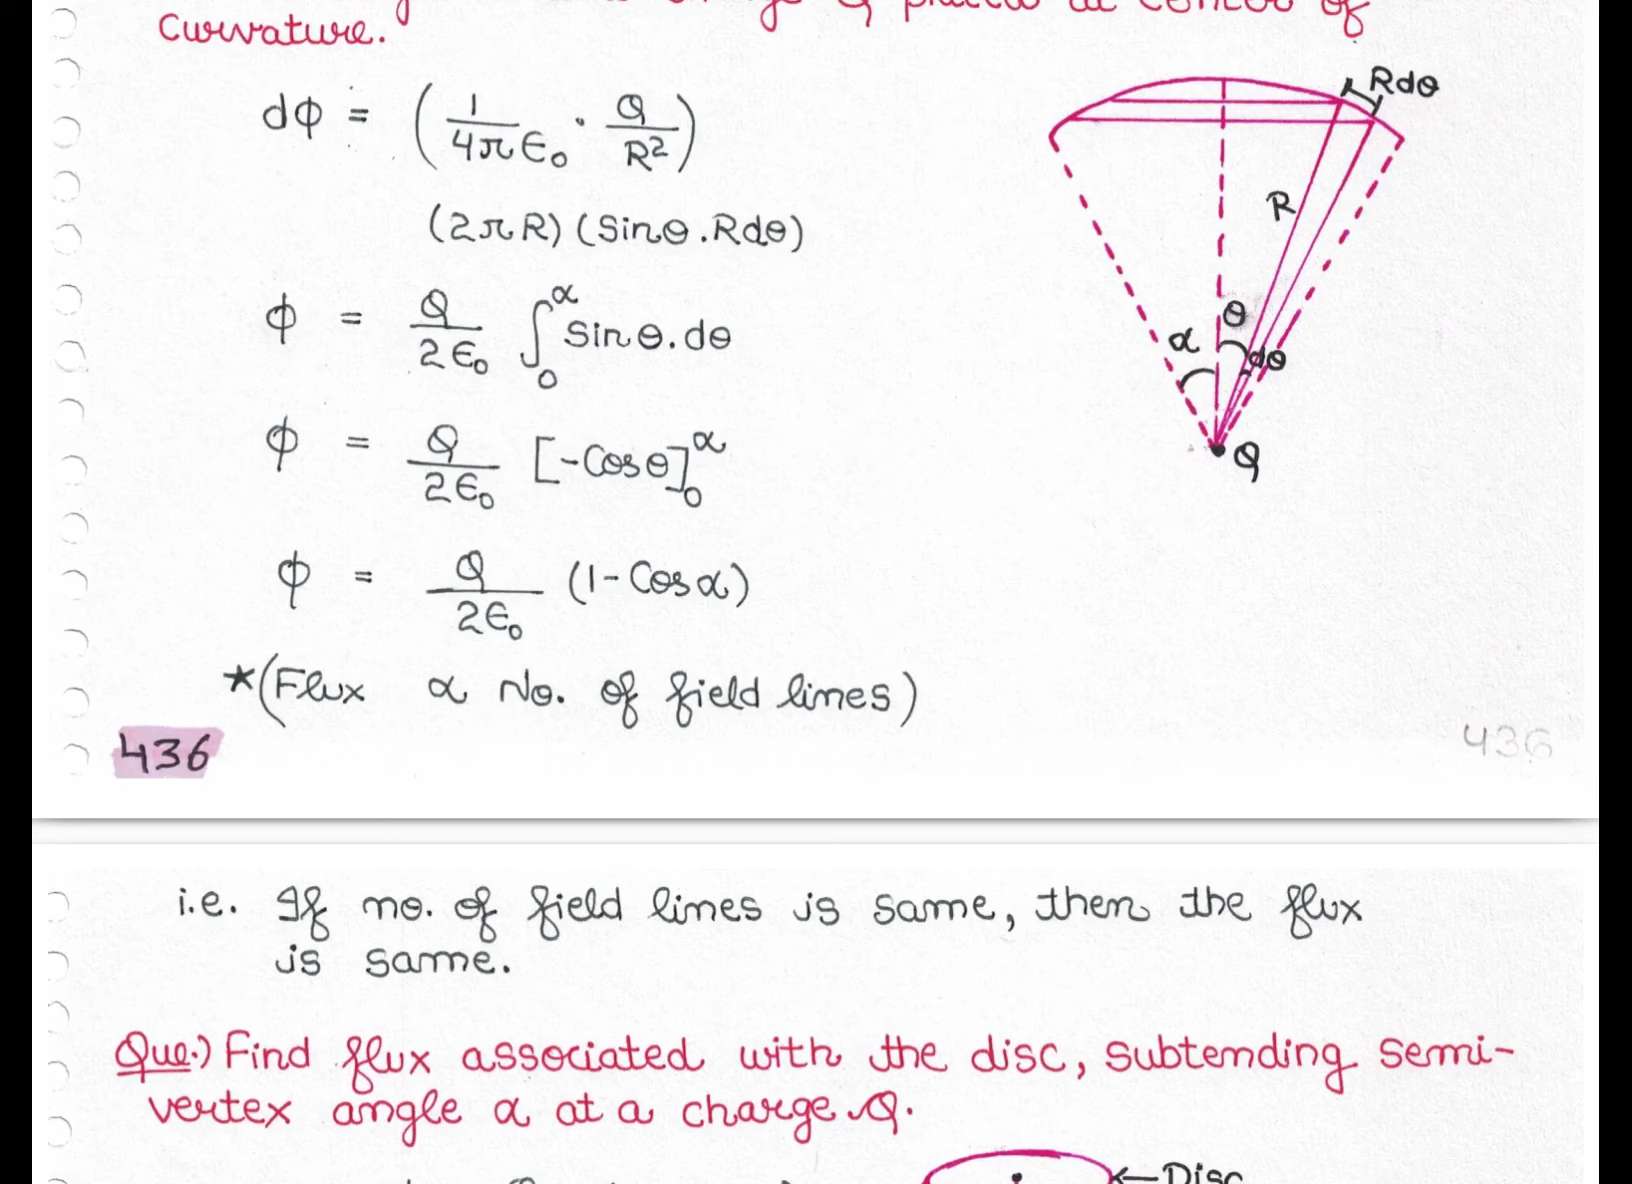 Curvature.
dϕ = (1/4πϵ₀ · Q/R²)
(2πR) (Sinθ.Rdθ)
ϕ = Q/2ϵ₀ ∫₀^α Sinθ.dθ
ϕ = Q/2ϵ₀ [-Cosθ]₀^α
ϕ = Q/2ϵ₀ (1-Cosα)
*(Flux α No. of field lines)
436
Rdθ
R
θ
α
dθ
Q
436
i.e. If no. of field lines is same, then the flux
is same.
Que.) Find flux associated with the disc, subtending semi-
vertex angle α at a charge Q.
←Disc